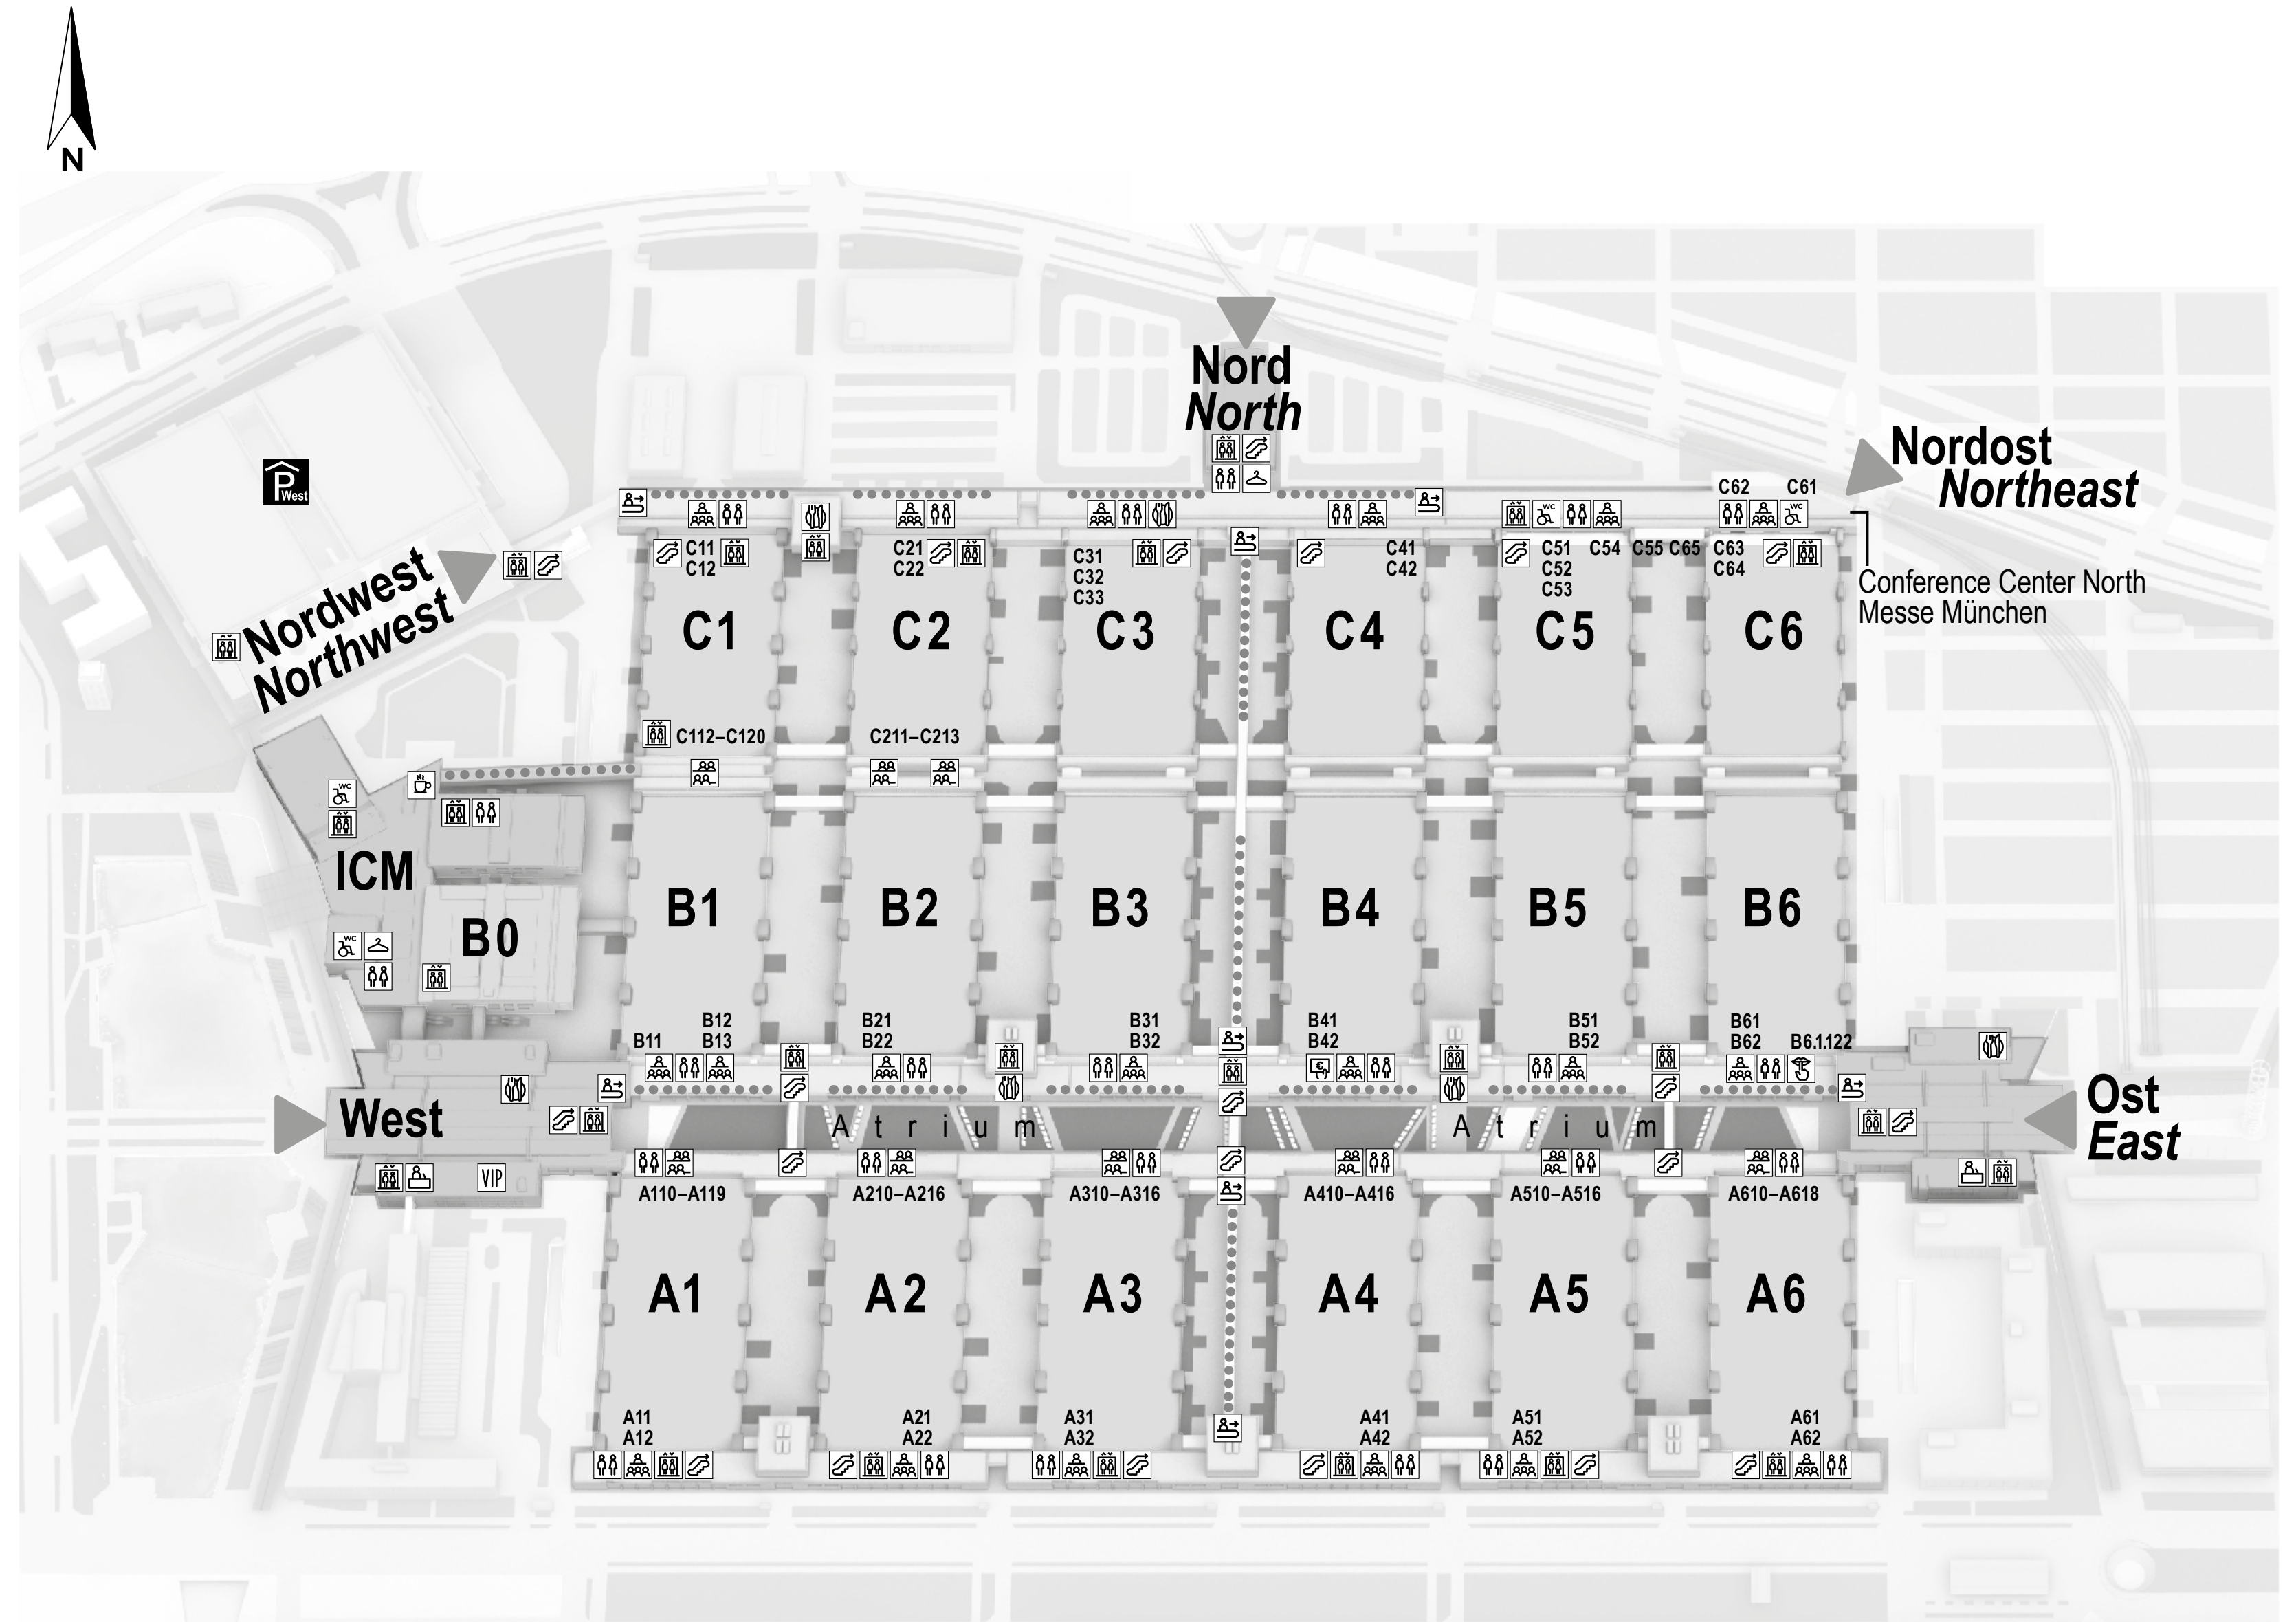 N
Nord
North
Nordost
Northeast
P
West
C62 C61
Nordwest
Northwest
C11
C12
C21
C22
C31
C32
C33
C41
C42
C51 C54 C55 C65
C52
C53
C63
C64
WC
WC
Conference Center North
Messe München
C1 C2 C3 C4 C5 C6
C112–C120
C211–C213
WC
ICM
B0
WC
B1 B2 B3 B4 B5 B6
B11
B12
B13
B21
B22
B31
B32
B41
B42
B51
B52
B61
B62
B6.1.122
€
West
Atrium
Atrium
Ost
East
VIP
A110–A119
A210–A216
A310–A316
A410–A416
A510–A516
A610–A618
A1 A2 A3 A4 A5 A6
A11
A12
A21
A22
A31
A32
A41
A42
A51
A52
A61
A62